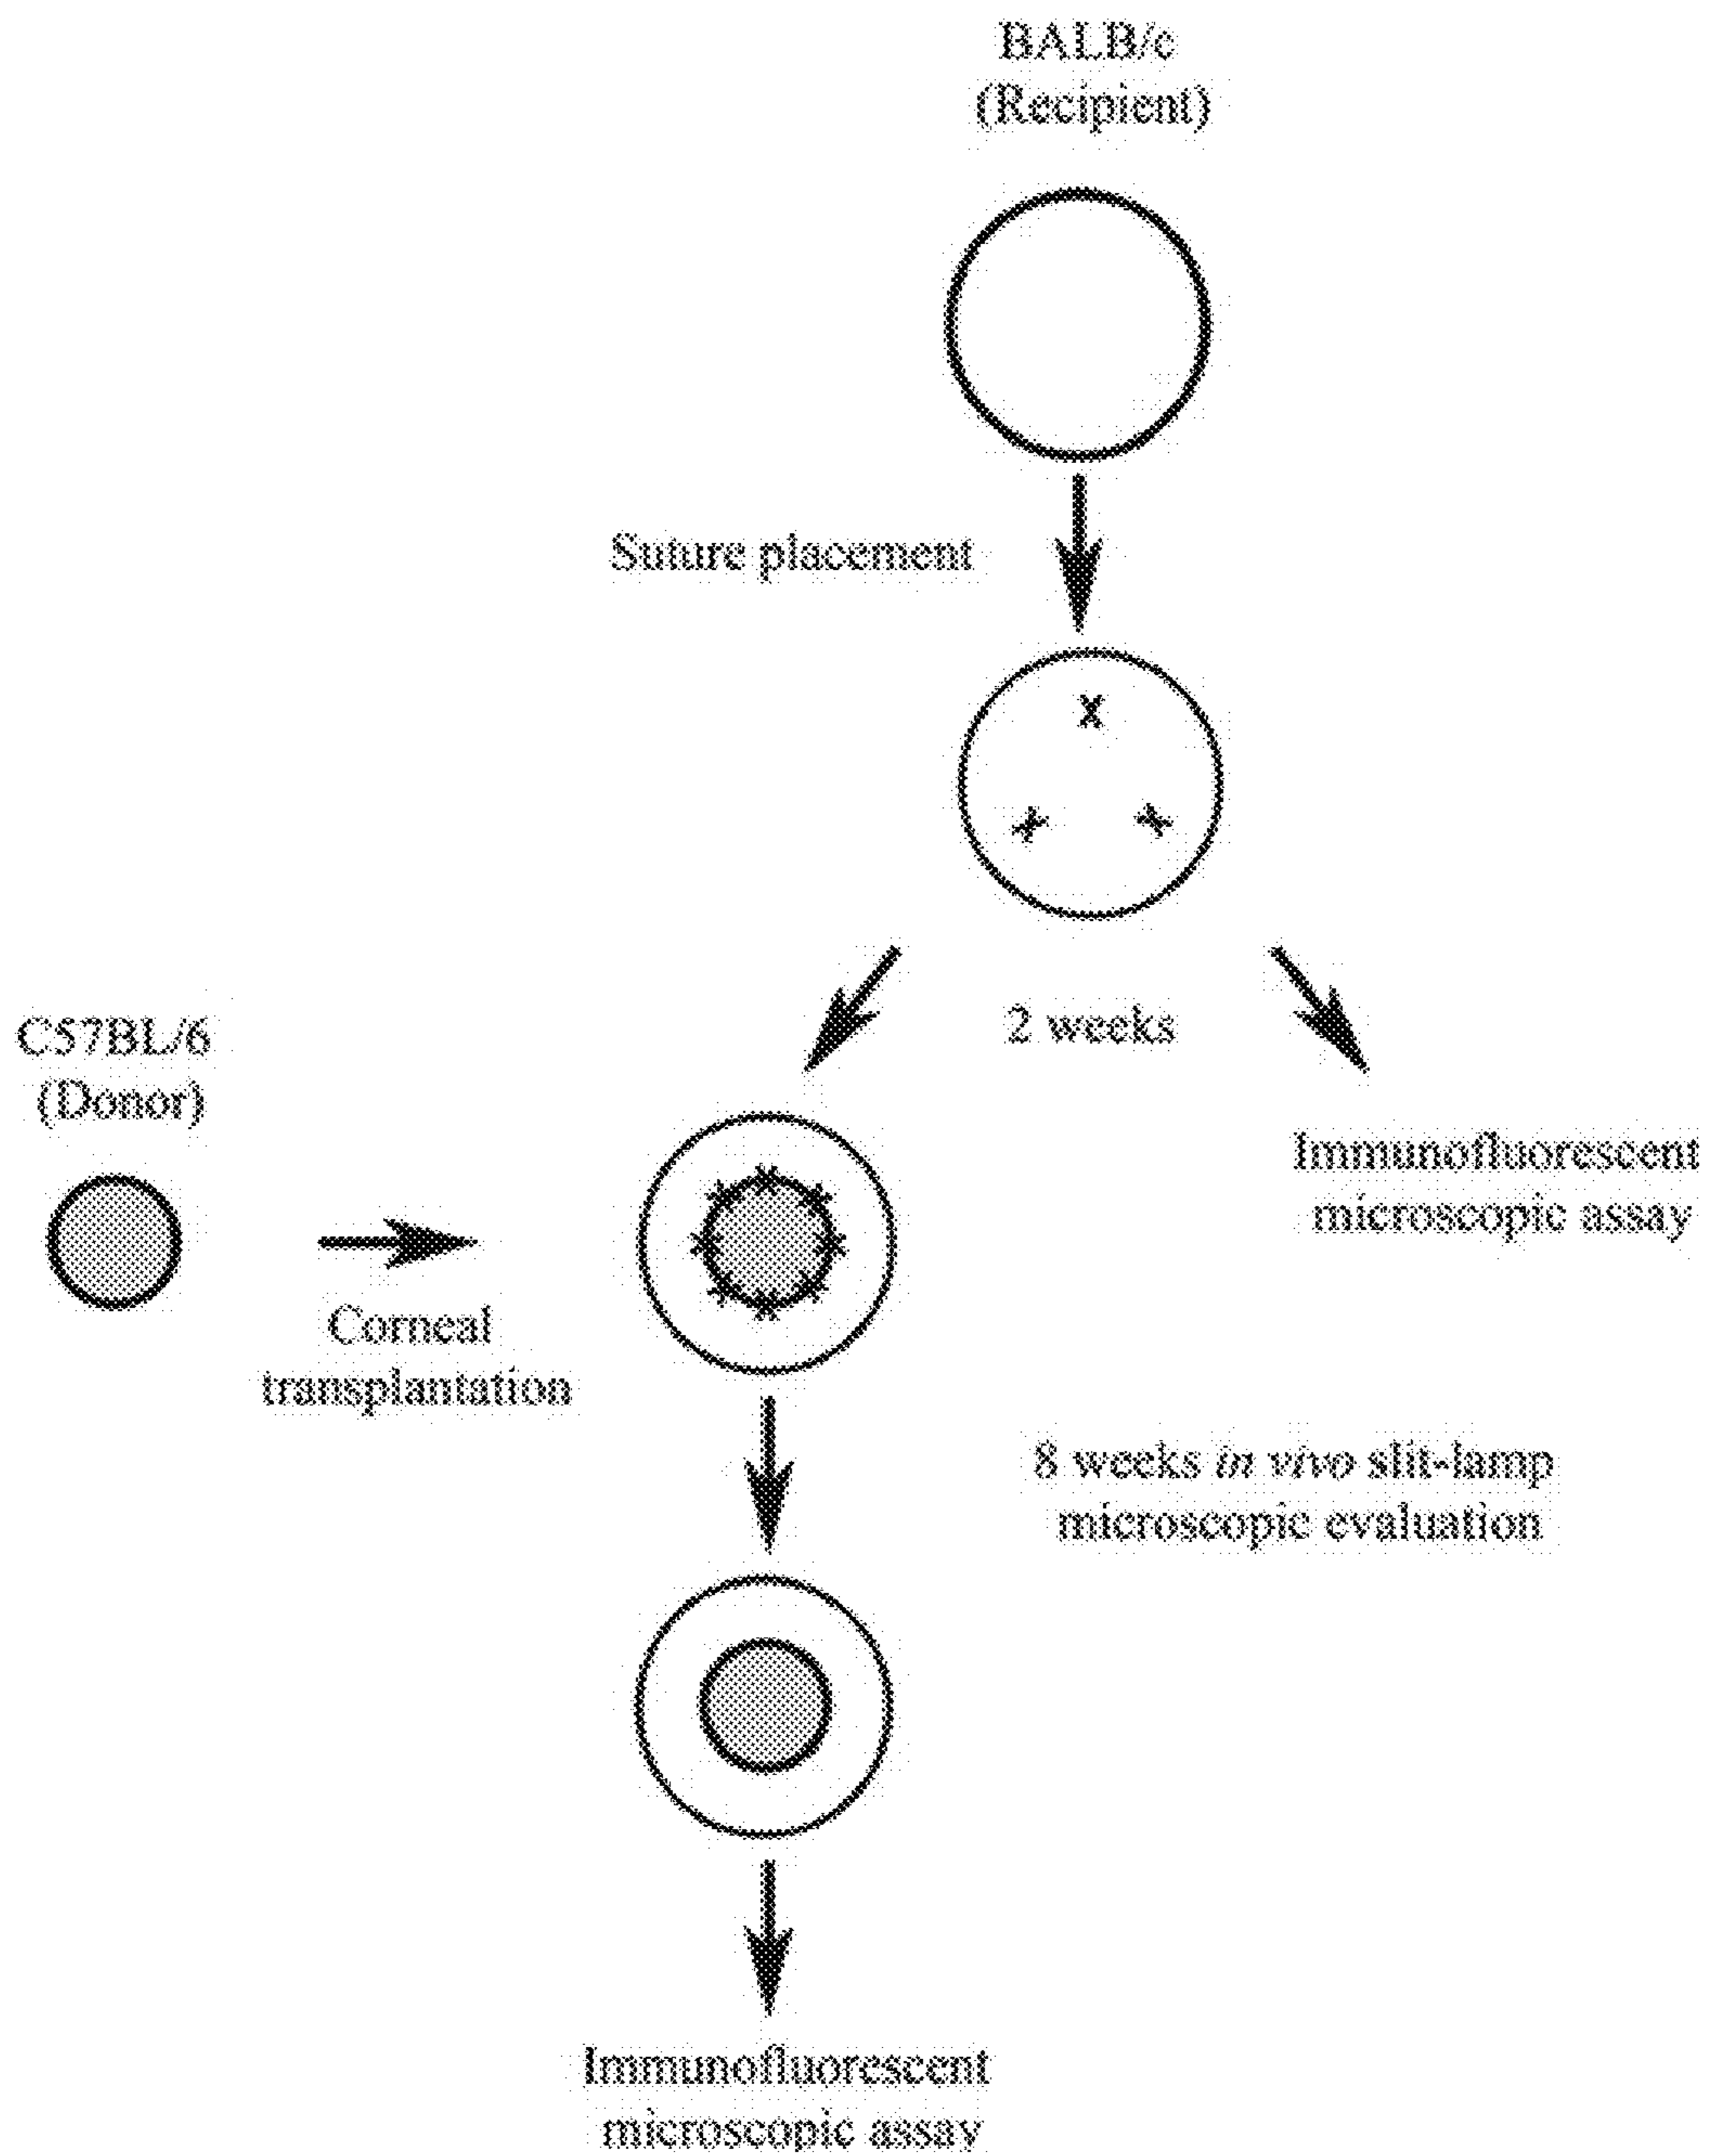 BALB/c
(Recipient)
Suture placement
x
2 weeks
C57BL/6
(Donor)
Immunofluorescent
microscopic assay
Corneal
transplantation
8 weeks in vivo slit-lamp
microscopic evaluation
Immunofluorescent
microscopic assay